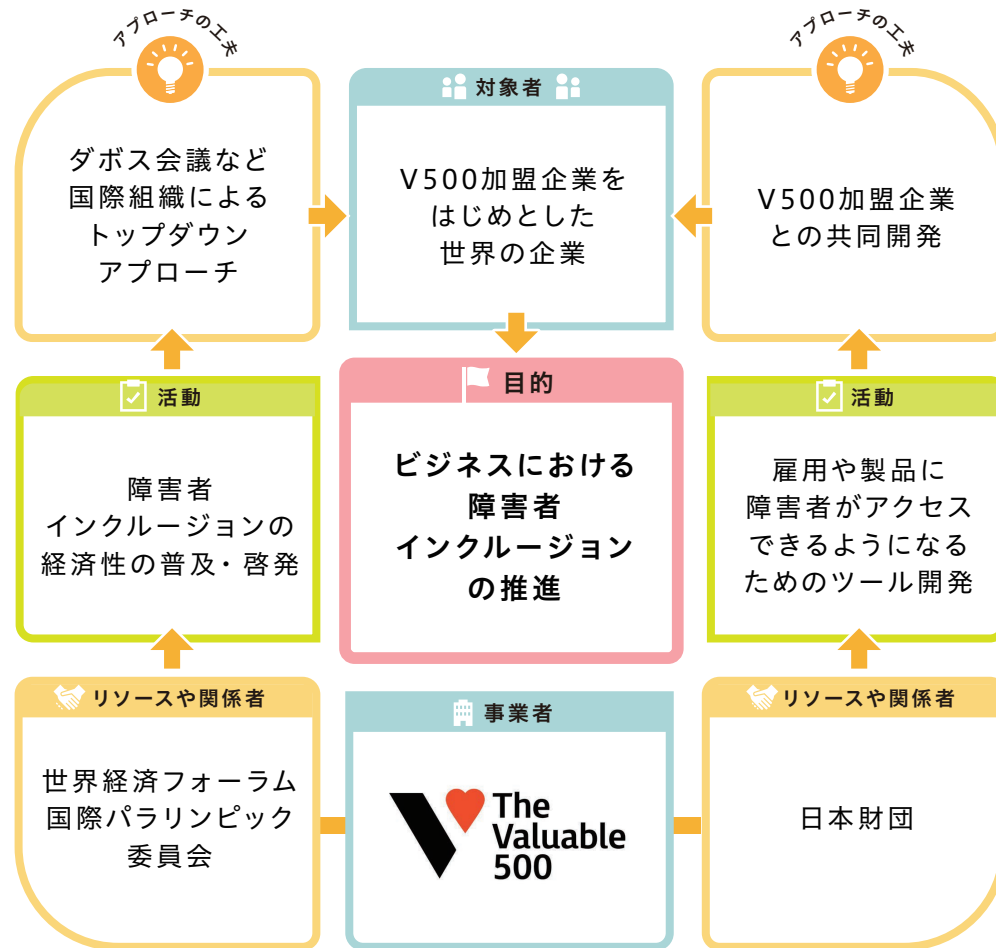 アプローチの工夫
ダボス会議など
国際組織による
トップダウン
アプローチ
対象者
V500加盟企業を
はじめとした
世界の企業
アプローチの工夫
V500加盟企業
との共同開発
活動
障害者
インクルージョンの
経済性の普及・啓発
目的
ビジネスにおける
障害者
インクルージョン
の推進
活動
雇用や製品に
障害者がアクセス
できるようになる
ためのツール開発
リソースや関係者
世界経済フォーラム
国際パラリンピック
委員会
事業者
The
Valuable
500
リソースや関係者
日本財団